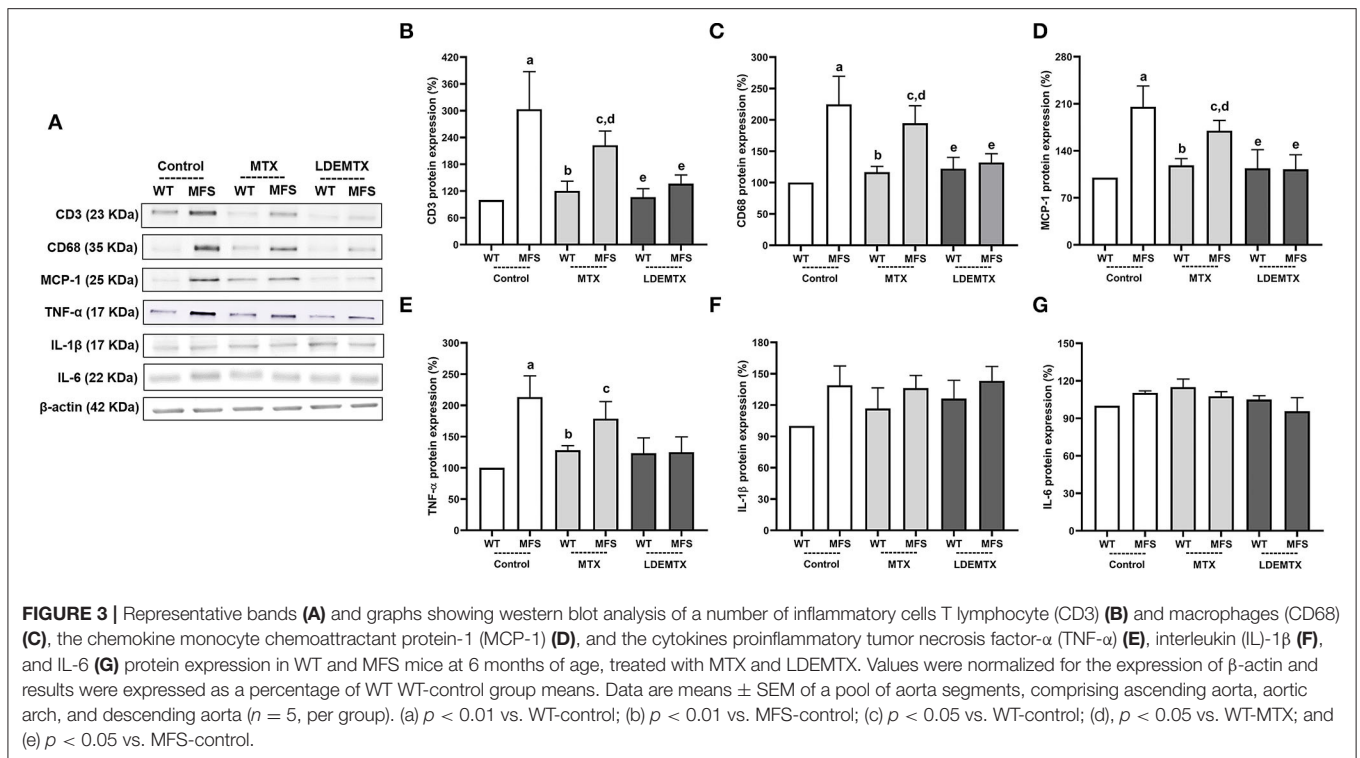 A
Control MTX LDEMTX
WT MFS WT MFS WT MFS
CD3 (23 KDa)
CD68 (35 KDa)
MCP-1 (25 KDa)
TNF-α (17 KDa)
IL-1β (17 KDa)
IL-6 (22 KDa)
β-actin (42 KDa)
B
CD3 protein expression (%)
420
360
300
240
180
120
60
0
a
b
c,d
e
e
WT MFS WT MFS WT MFS
Control MTX LDEMTX
C
CD68 protein expression (%)
300
250
200
150
100
50
0
a
b
c,d
e
e
WT MFS WT MFS WT MFS
Control MTX LDEMTX
D
MCP-1 protein expression (%)
280
210
140
70
0
a
b
c,d
e
e
WT MFS WT MFS WT MFS
Control MTX LDEMTX
E
TNF-α protein expression (%)
300
250
200
150
100
50
0
a
b
c
WT MFS WT MFS WT MFS
Control MTX LDEMTX
F
IL-1β protein expression (%)
180
150
120
90
60
30
0
WT MFS WT MFS WT MFS
Control MTX LDEMTX
G
IL-6 protein expression (%)
150
120
90
60
30
0
WT MFS WT MFS WT MFS
Control MTX LDEMTX
FIGURE 3 | Representative bands (A) and graphs showing western blot analysis of a number of inflammatory cells T lymphocyte (CD3) (B) and macrophages (CD68)
(C), the chemokine monocyte chemoattractant protein-1 (MCP-1) (D), and the cytokines proinflammatory tumor necrosis factor-α (TNF-α) (E), interleukin (IL)-1β (F),
and IL-6 (G) protein expression in WT and MFS mice at 6 months of age, treated with MTX and LDEMTX. Values were normalized for the expression of β-actin and
results were expressed as a percentage of WT WT-control group means. Data are means ± SEM of a pool of aorta segments, comprising ascending aorta, aortic
arch, and descending aorta (n = 5, per group). (a) p < 0.01 vs. WT-control; (b) p < 0.01 vs. MFS-control; (c) p < 0.05 vs. WT-control; (d), p < 0.05 vs. WT-MTX; and
(e) p < 0.05 vs. MFS-control.